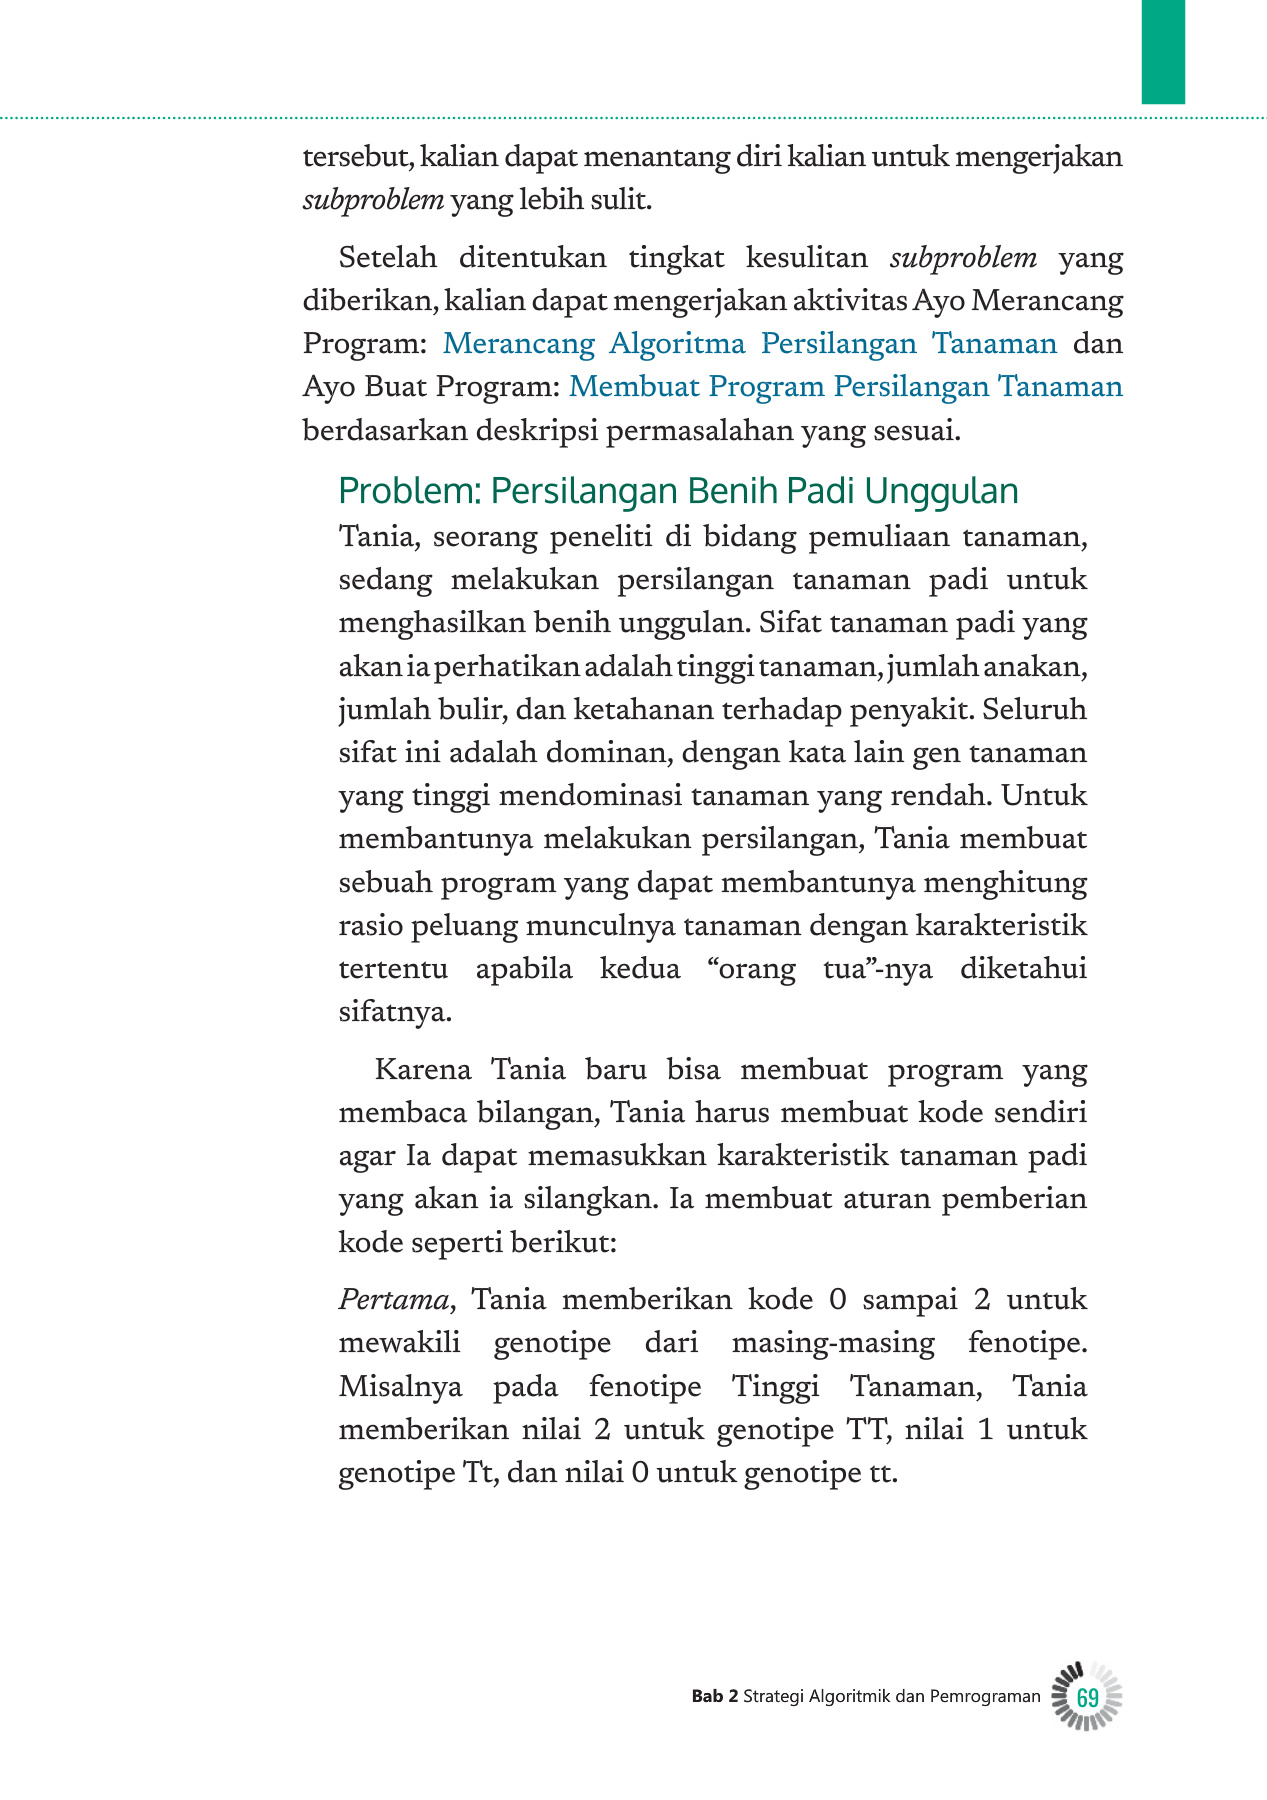 tersebut, kalian dapat menantang diri kalian untuk mengerjakan
subproblem yang lebih sulit.
Setelah ditentukan tingkat kesulitan subproblem yang
diberikan, kalian dapat mengerjakan aktivitas Ayo Merancang
Program: Merancang Algoritma Persilangan Tanaman dan
Ayo Buat Program: Membuat Program Persilangan Tanaman
berdasarkan deskripsi permasalahan yang sesuai.
Problem: Persilangan Benih Padi Unggulan
Tania, seorang peneliti di bidang pemuliaan tanaman,
sedang melakukan persilangan tanaman padi untuk
menghasilkan benih unggulan. Sifat tanaman padi yang
akan ia perhatikan adalah tinggi tanaman, jumlah anakan,
jumlah bulir, dan ketahanan terhadap penyakit. Seluruh
sifat ini adalah dominan, dengan kata lain gen tanaman
yang tinggi mendominasi tanaman yang rendah. Untuk
membantunya melakukan persilangan, Tania membuat
sebuah program yang dapat membantunya menghitung
rasio peluang munculnya tanaman dengan karakteristik
tertentu apabila kedua “orang tua”-nya diketahui
sifatnya.
Karena Tania baru bisa membuat program yang
membaca bilangan, Tania harus membuat kode sendiri
agar Ia dapat memasukkan karakteristik tanaman padi
yang akan ia silangkan. Ia membuat aturan pemberian
kode seperti berikut:
Pertama, Tania memberikan kode 0 sampai 2 untuk
mewakili genotipe dari masing-masing fenotipe.
Misalnya pada fenotipe Tinggi Tanaman, Tania
memberikan nilai 2 untuk genotipe TT, nilai 1 untuk
genotipe Tt, dan nilai 0 untuk genotipe tt.
Bab 2 Strategi Algoritmik dan Pemrograman 69